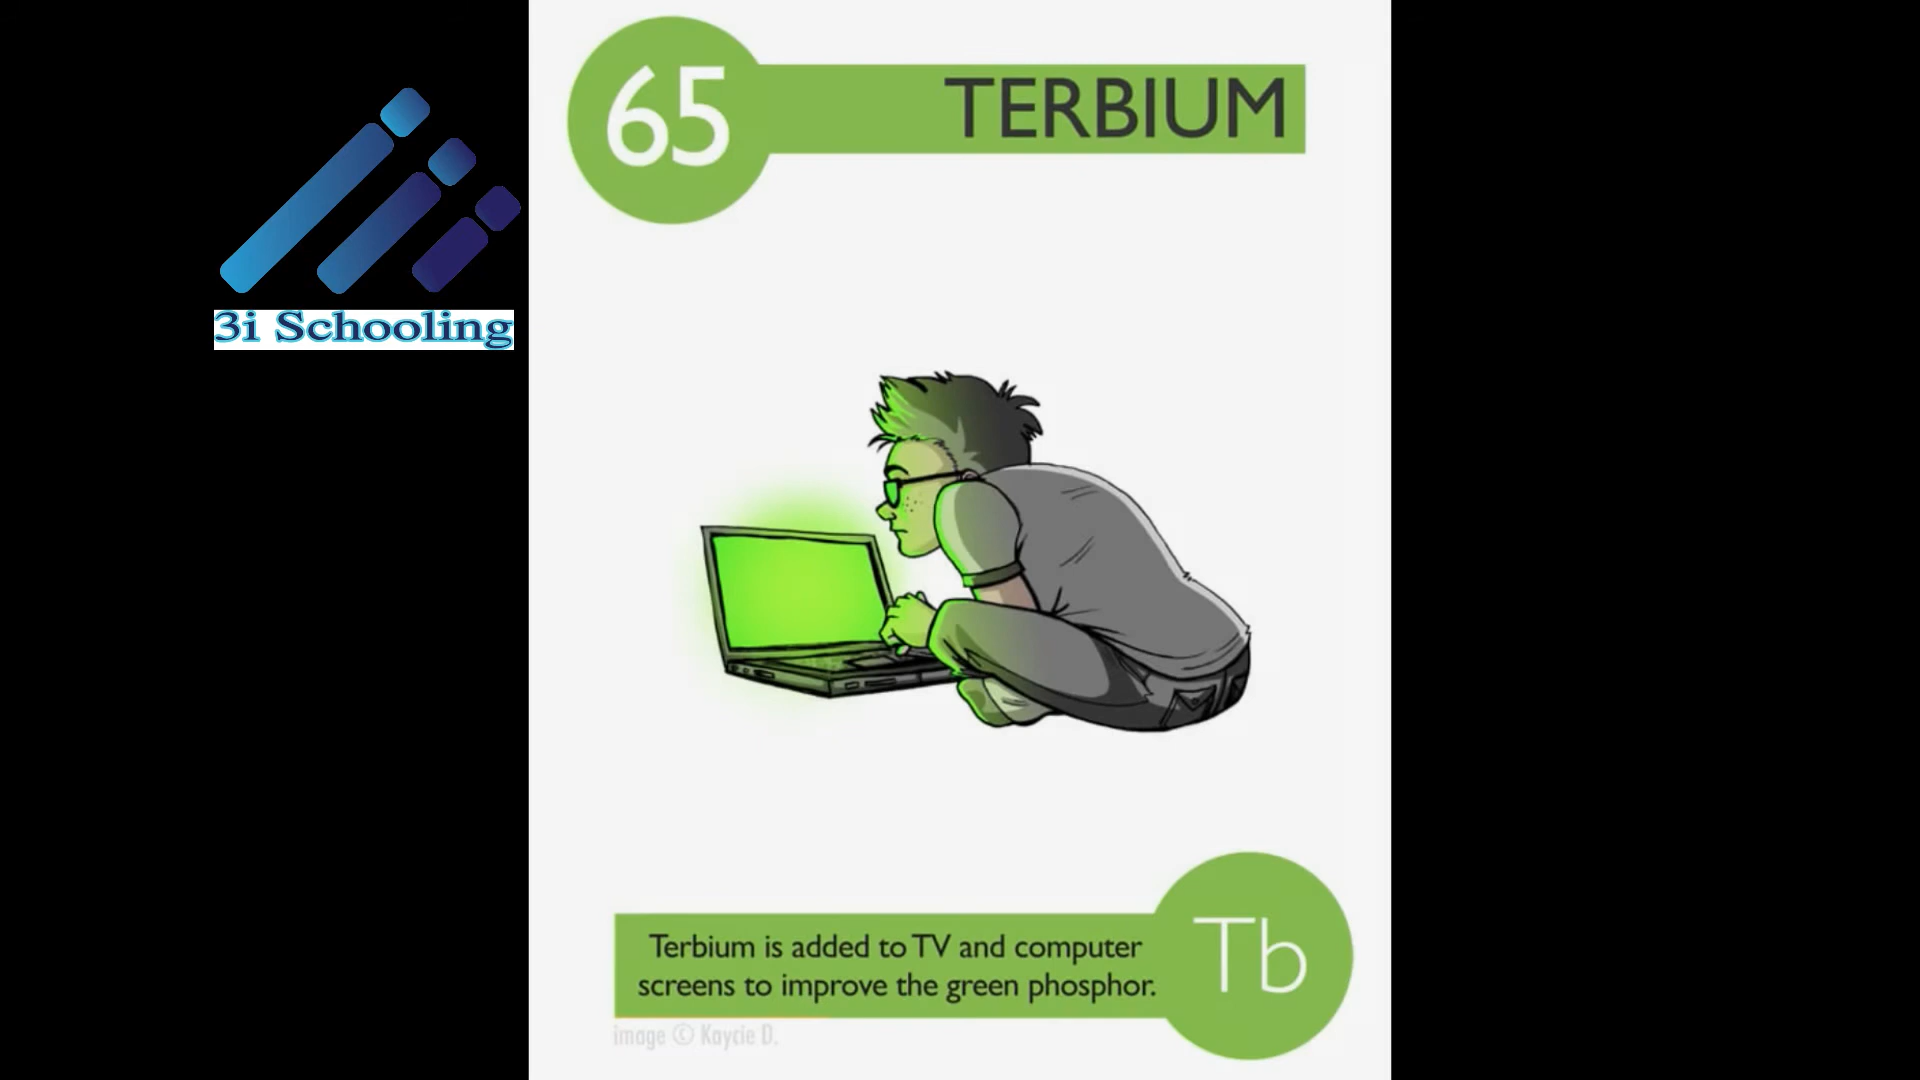 65
TERBIUM
3i Schooling
Terbium is added to TV and computer
screens to improve the green phosphor.
Tb
image © Kaycie D.